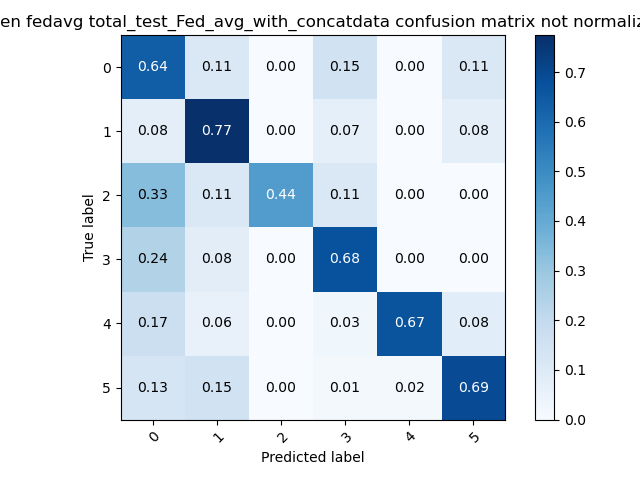 en fedavg total_test_Fed_avg_with_concatdata confusion matrix not normaliz
True label
0 0.64 0.11 0.00 0.15 0.00 0.11
1 0.08 0.77 0.00 0.07 0.00 0.08
2 0.33 0.11 0.44 0.11 0.00 0.00
3 0.24 0.08 0.00 0.68 0.00 0.00
4 0.17 0.06 0.00 0.03 0.67 0.08
5 0.13 0.15 0.00 0.01 0.02 0.69
0 1 2 3 4 5
Predicted label
0.7
0.6
0.5
0.4
0.3
0.2
0.1
0.0